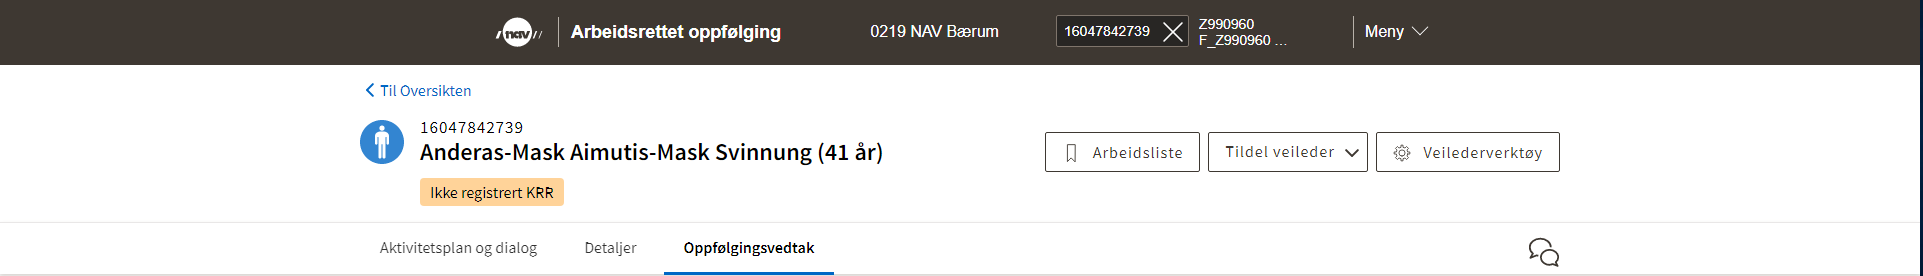 nav Arbeidsrettet oppfølging 0219 NAV Bærum 16047842739 Z990960 Meny
F_Z990960 ...
Til Oversikten
16047842739
Anderas-Mask Aimutis-Mask Svinnung (41 år)
Arbeidsliste Tildel veileder Veilederverktøy
Ikke registrert KRR
Aktivitetsplan og dialog Detaljer Oppfølgingsvedtak